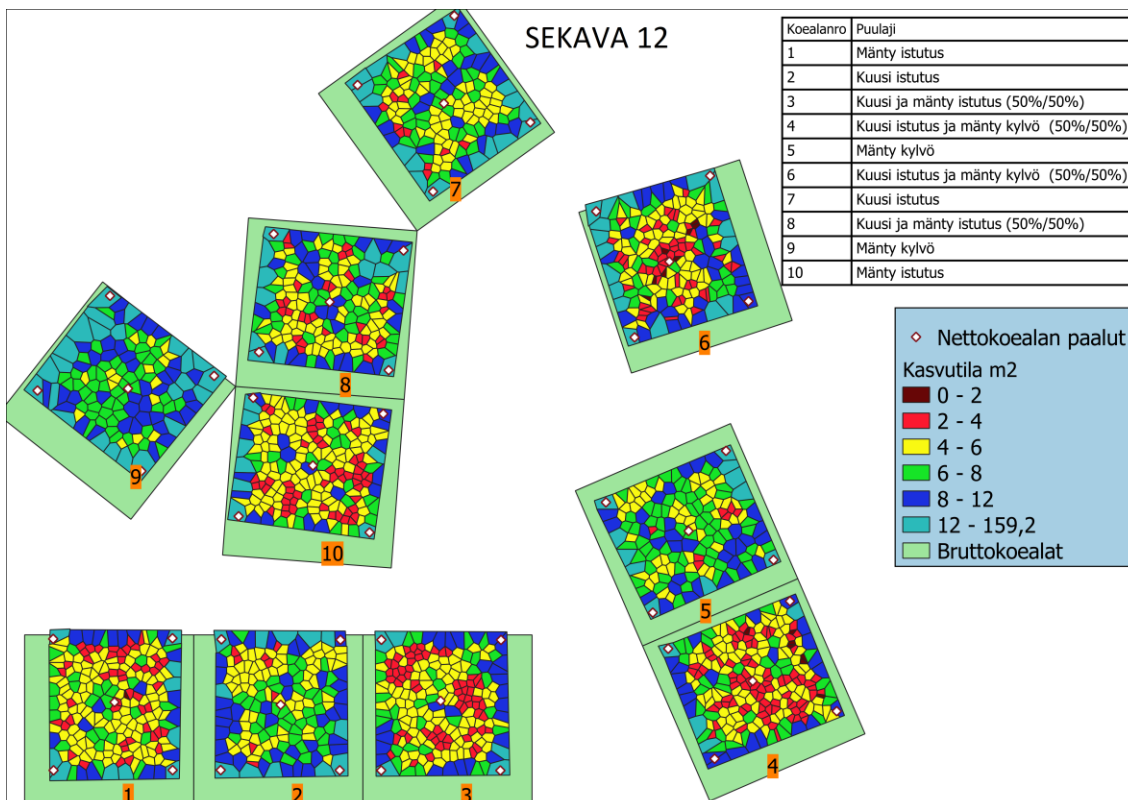 SEKAVA 12
Koealanro Puulaji
1 Mänty istutus
2 Kuusi istutus
3 Kuusi ja mänty istutus (50%/50%)
4 Kuusi istutus ja mänty kylvö (50%/50%)
5 Mänty kylvö
6 Kuusi istutus ja mänty kylvö (50%/50%)
7 Kuusi istutus
8 Kuusi ja mänty istutus (50%/50%)
9 Mänty kylvö
10 Mänty istutus
Nettokoealan paalut
Kasvutila m2
0 - 2
2 - 4
4 - 6
6 - 8
8 - 12
12 - 159,2
Bruttokoealat
7
6
8
9
10
5
4
1
2
3